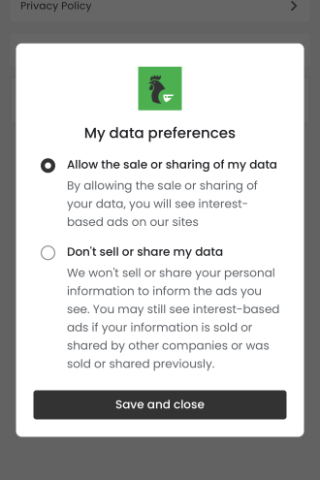 Privacy Policy
My data preferences
Allow the sale or sharing of my data
By allowing the sale or sharing of
your data, you will see interest-
based ads on our sites
Don't sell or share my data
We won't sell or share your personal
information to inform the ads you
see. You may still see interest-based
ads if your information is sold or
shared by other companies or was
sold or shared previously.
Save and close